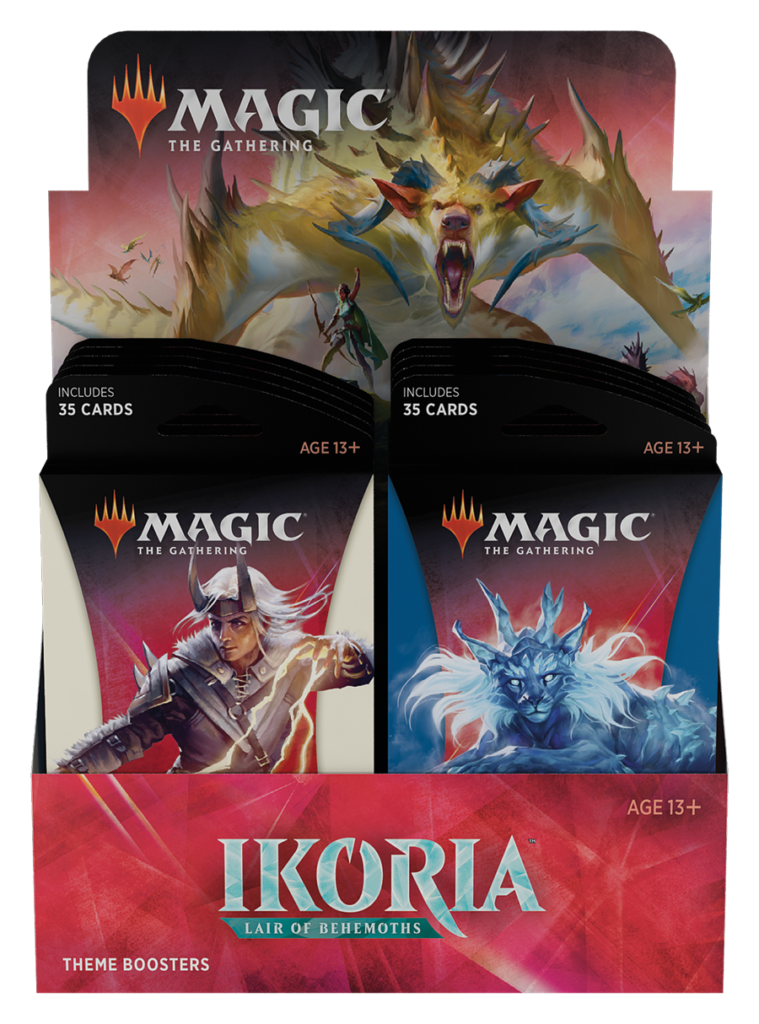 MAGIC
THE GATHERING
INCLUDES
35 CARDS
AGE 13+
INCLUDES
35 CARDS
AGE 13+
MAGIC
THE GATHERING
MAGIC
THE GATHERING
AGE 13+
IKORIA™
LAIR OF BEHEMOTHS
THEME BOOSTERS